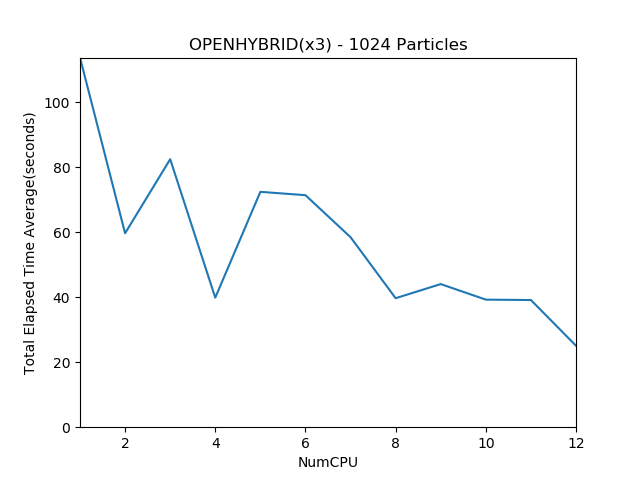 OPENHYBRID(x3) - 1024 Particles
100
80
60
40
20
0
Total Elapsed Time Average(seconds)
2 4 6 8 10 12
NumCPU